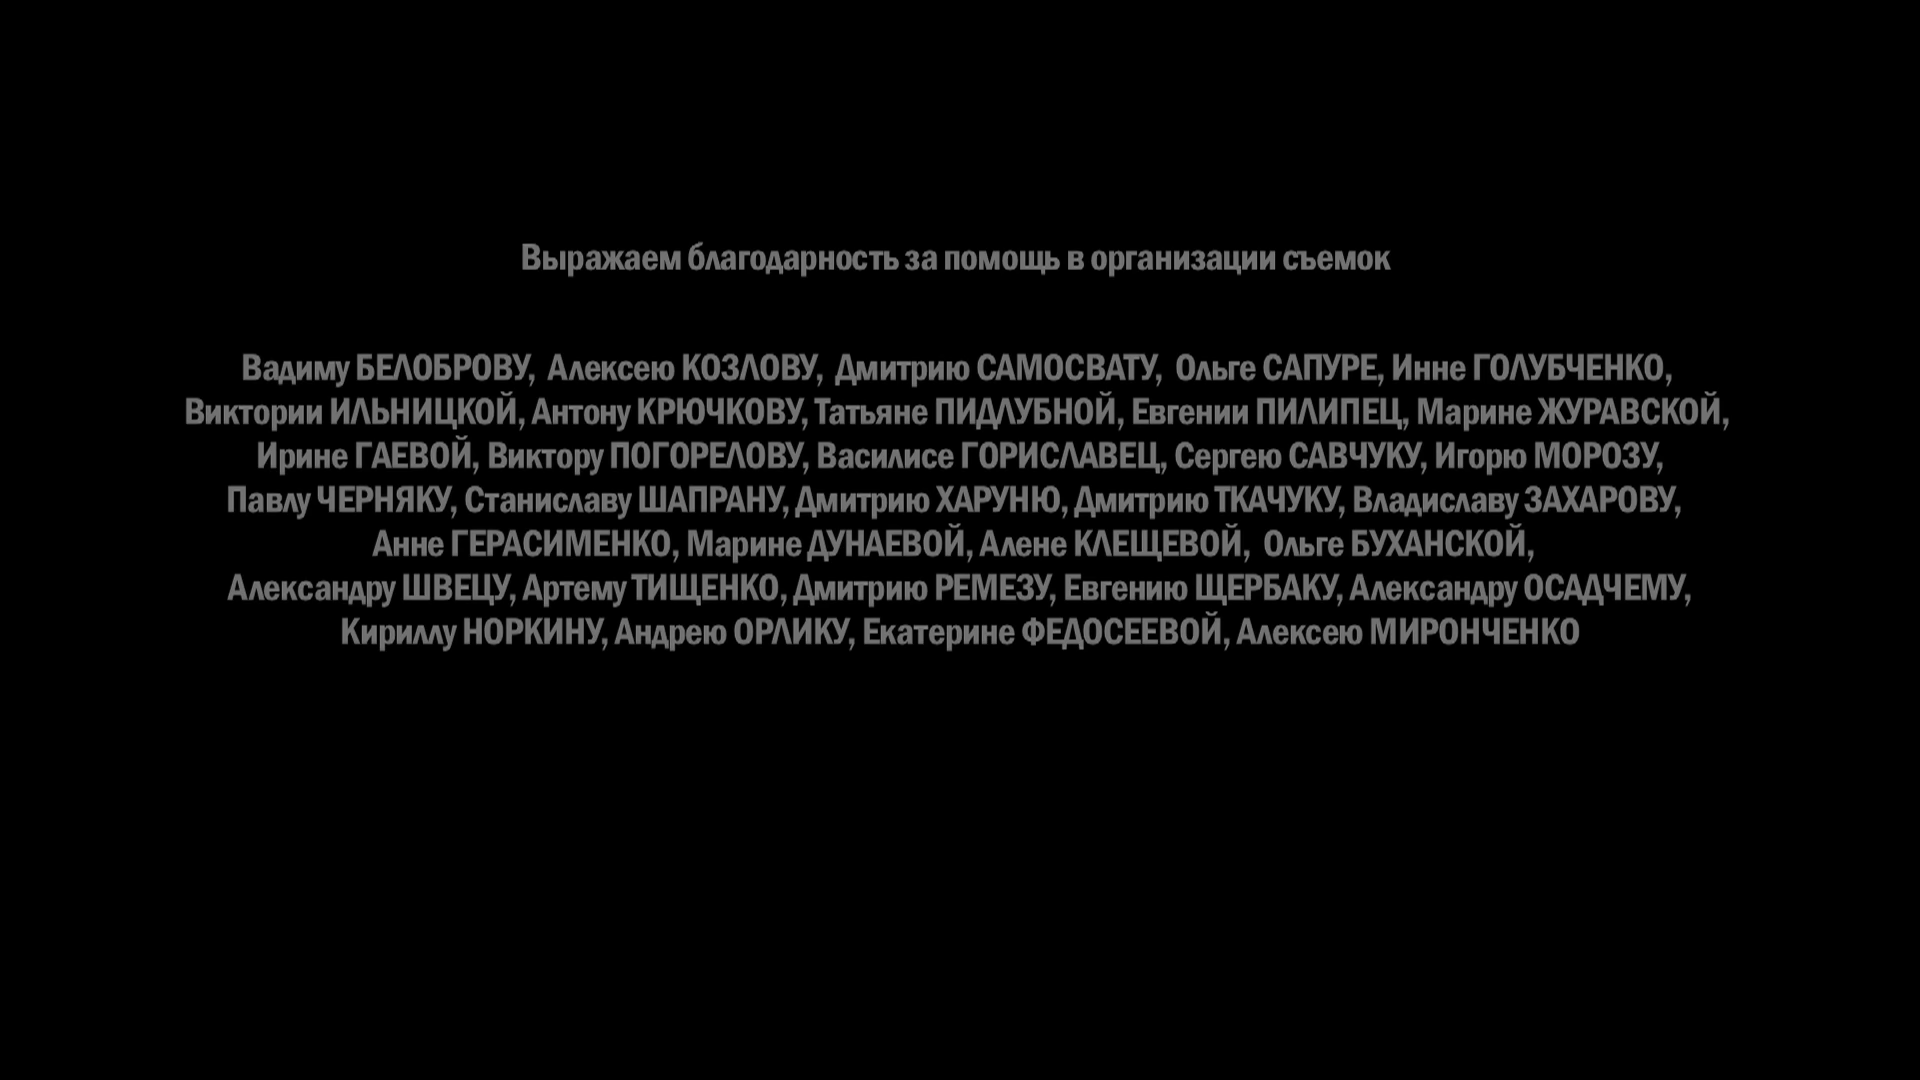 Выражаем благодарность за помощь в организации съемок
Вадиму БЕЛОБРОВУ, Алексею КОЗЛОВУ, Дмитрию САМОСВАТУ, Ольге САПУРЕ, Инне ГОЛУБЧЕНКО,
Виктории ИЛЬНИЦКОЙ, Антону КРЮЧКОВУ, Татьяне ПИДЛУБНОЙ, Евгении ПИЛИПЕЦ, Марине ЖУРАВСКОЙ,
Ирине ГАЕВОЙ, Виктору ПОГОРЕЛОВУ, Василисе ГОРИСЛАВЕЦ, Сергею САВЧУКУ, Игорю МОРОЗУ,
Павлу ЧЕРНЯКУ, Станиславу ШАПРАНУ, Дмитрию ХАРУНЮ, Дмитрию ТКАЧУКУ, Владиславу ЗАХАРОВУ,
Анне ГЕРАСИМЕНКО, Марине ДУНАЕВОЙ, Алене КЛЕЩЕВОЙ, Ольге БУХАНСКОЙ,
Александру ШВЕЦУ, Артему ТИЩЕНКО, Дмитрию РЕМЕЗУ, Евгению ЩЕРБАКУ, Александру ОСАДЧЕМУ,
Кириллу НОРКИНУ, Андрею ОРЛИКУ, Екатерине ФЕДОСЕЕВОЙ, Алексею МИРОНЧЕНКО